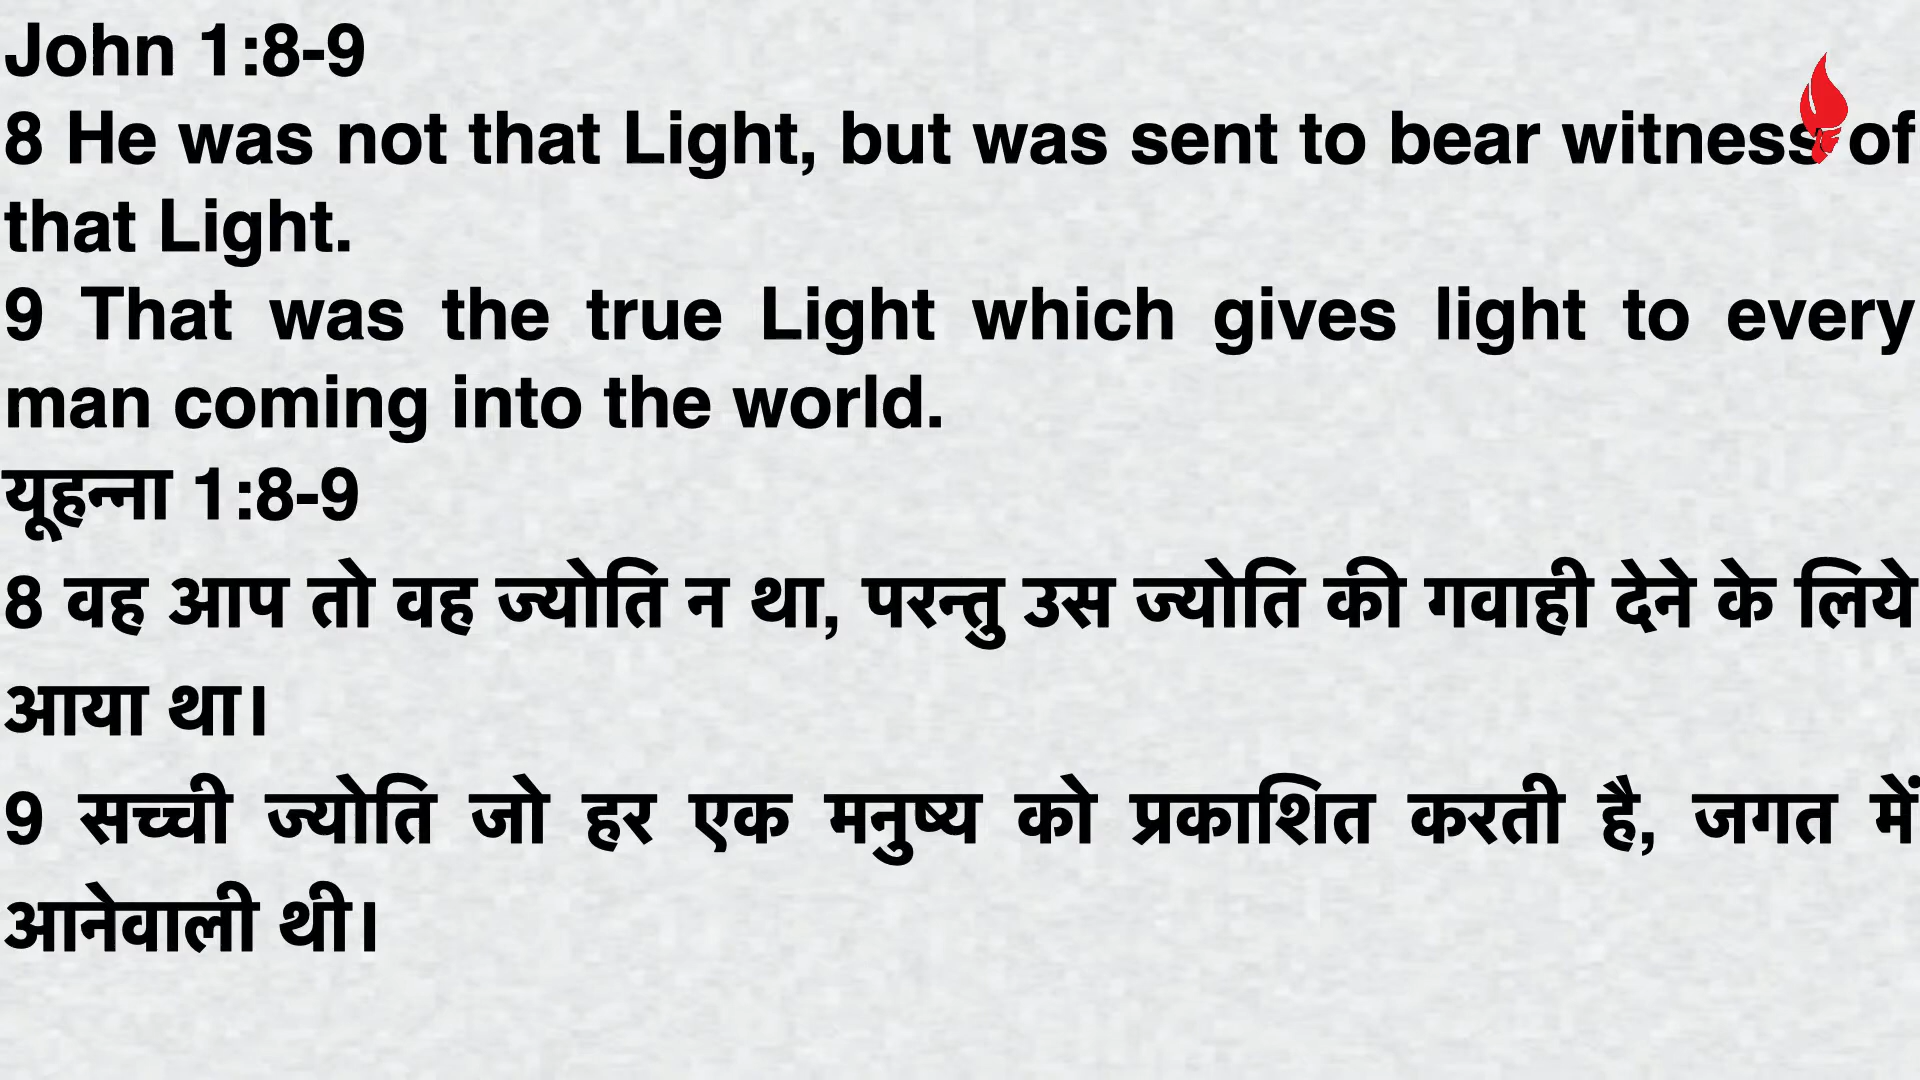 John 1:8-9
8 He was not that Light, but was sent to bear witness of
that Light.
9 That was the true Light which gives light to every
man coming into the world.
यूहन्ना 1:8-9
8 वह आप तो वह ज्योति न था, परन्तु उस ज्योति की गवाही देने के लिये
आया था।
9 सच्ची ज्योति जो हर एक मनुष्य को प्रकाशित करती है, जगत में
आनेवाली थी।